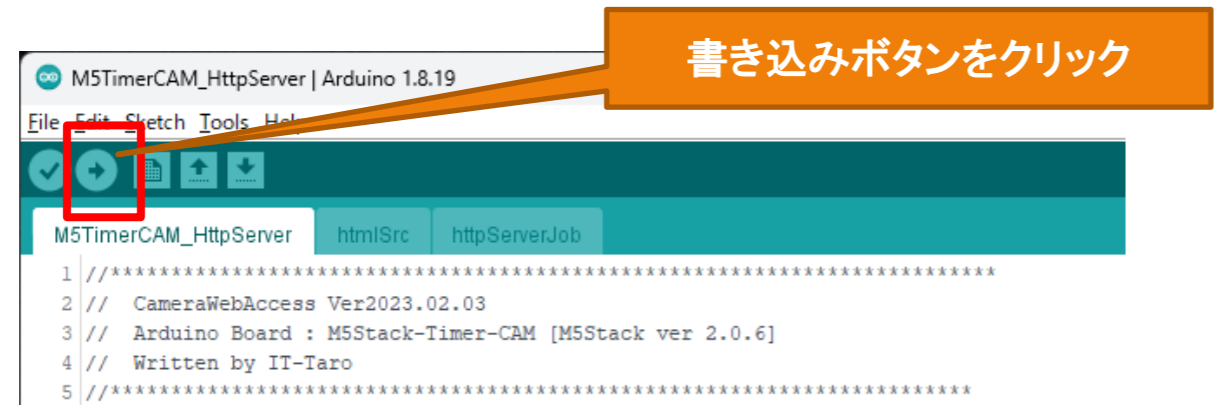 書き込みボタンをクリック
M5TimerCAM_HttpServer | Arduino 1.8.19
File Edit Sketch Tools
M5TimerCAM_HttpServer htmlSrc httpServerJob
1 //*************************************************************************
2 // CameraWebAccess Ver2023.02.03
3 // Arduino Board : M5Stack-Timer-CAM [M5Stack ver 2.0.6]
4 // Written by IT-Taro
5 //***********************************************************************